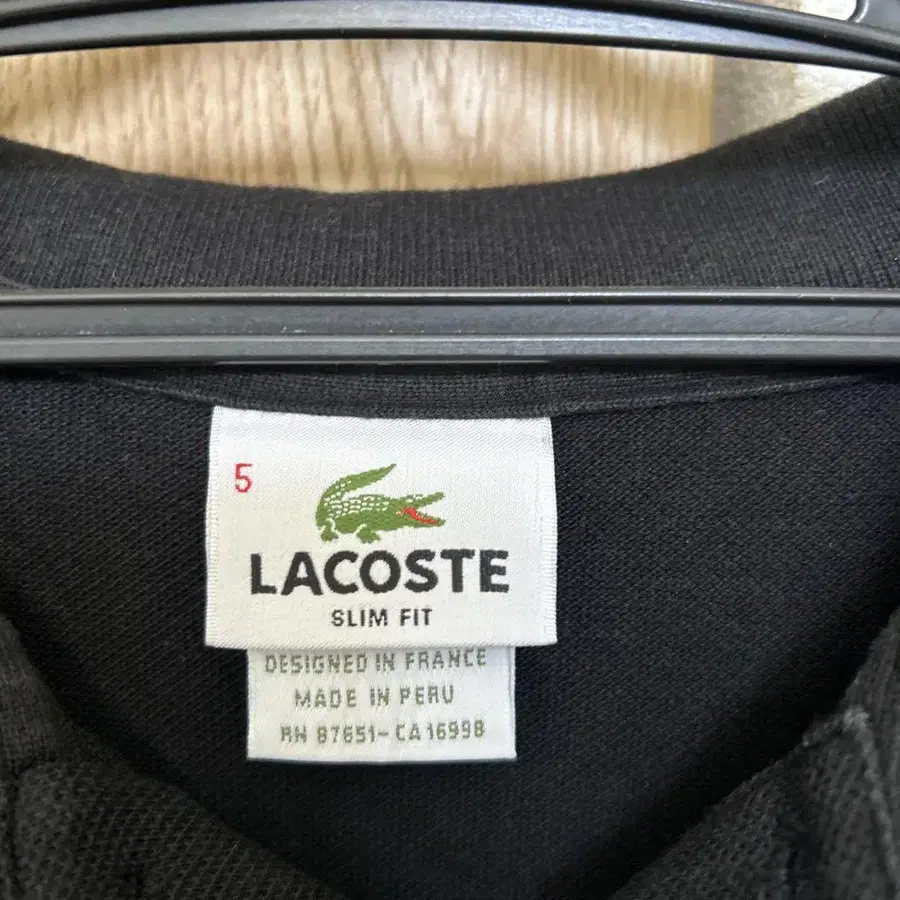 5
LACOSTE
SLIM FIT
DESIGNED IN FRANCE
MADE IN PERU
RN 87651-CA 16998